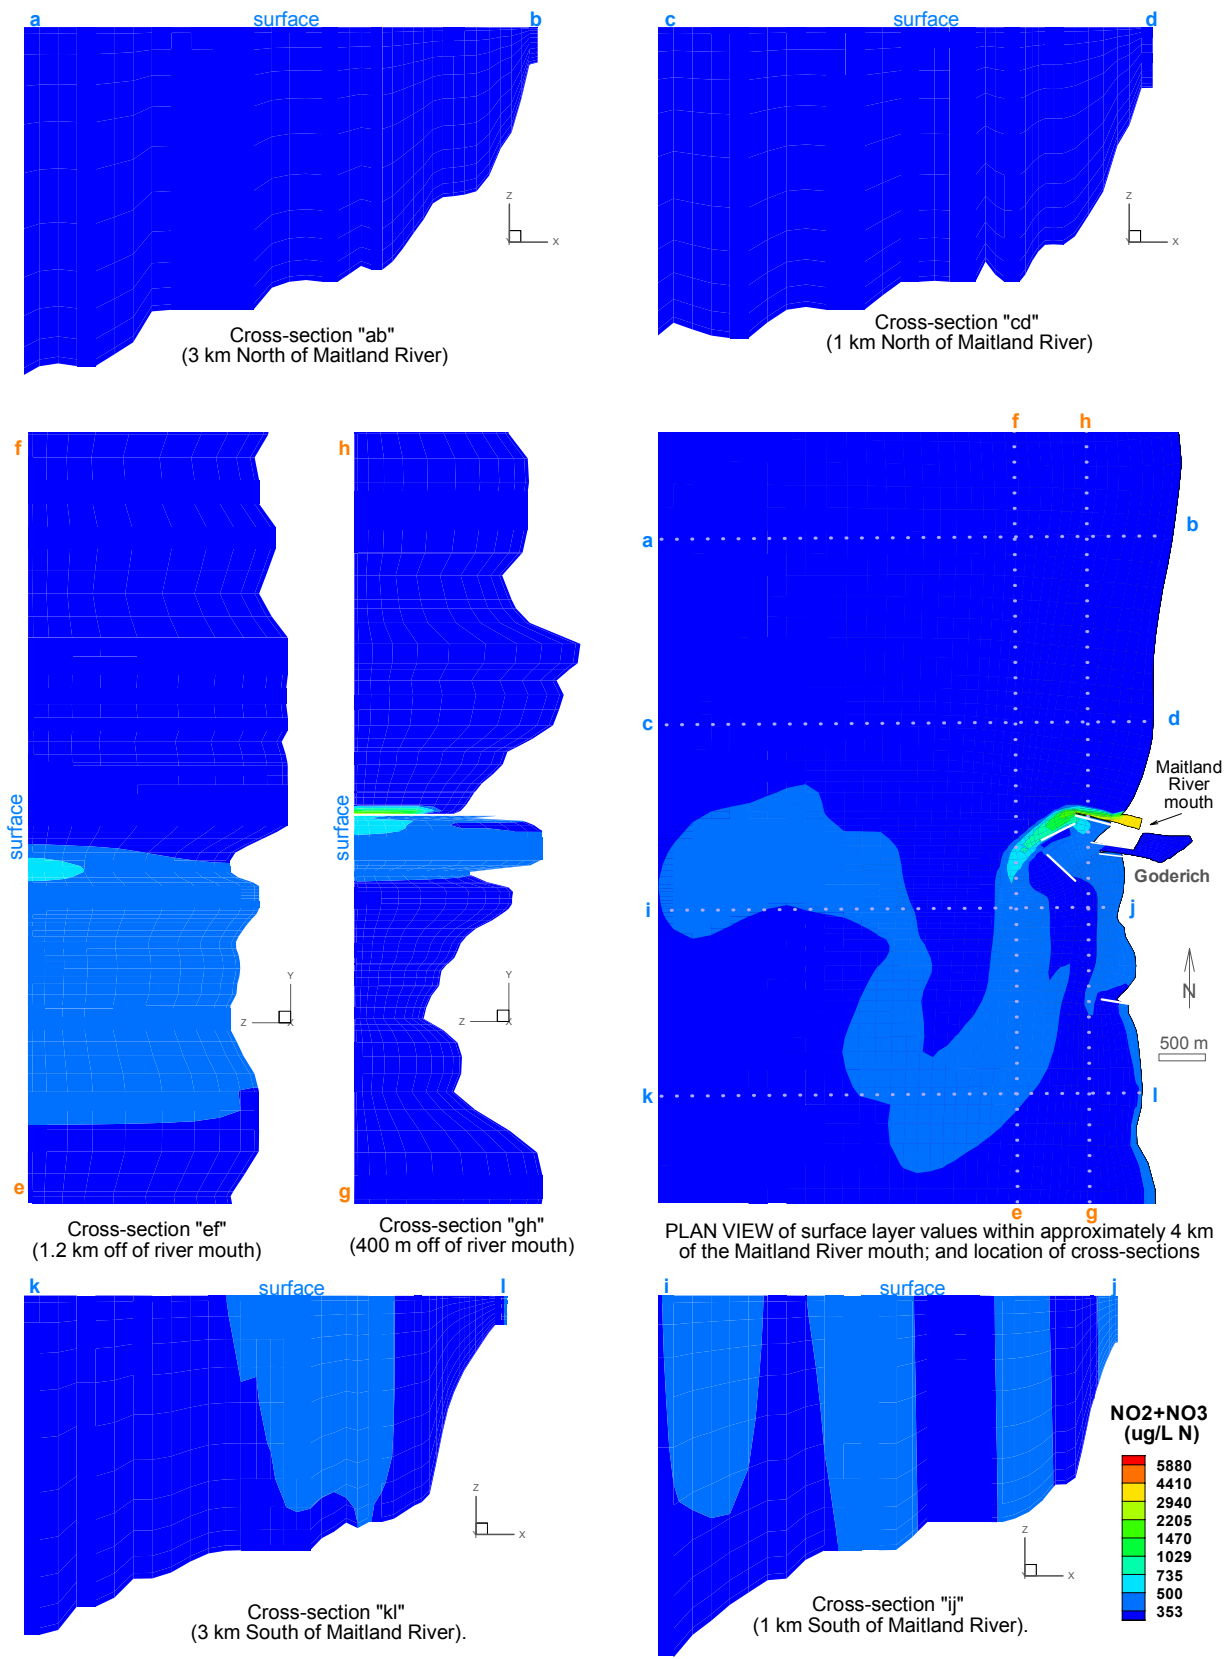 a surface b
c surface d
Z
Y X
Z
Y X
Cross-section "ab"
(3 km North of Maitland River)
Cross-section "cd"
(1 km North of Maitland River)
f
surface
e
Y
Z X
Cross-section "ef"
(1.2 km off of river mouth)
h
surface
g
Y
Z X
Cross-section "gh"
(400 m off of river mouth)
f h
a b
c d
Maitland
River
mouth
Goderich
i j
N
500 m
k l
e g
PLAN VIEW of surface layer values within approximately 4 km
of the Maitland River mouth; and location of cross-sections
k surface l
Z
Y X
Cross-section "kl"
(3 km South of Maitland River).
i surface j
Z
Y X
Cross-section "ij"
(1 km South of Maitland River).
NO2+NO3
(ug/L N)
5880
4410
2940
2205
1470
1029
735
500
353